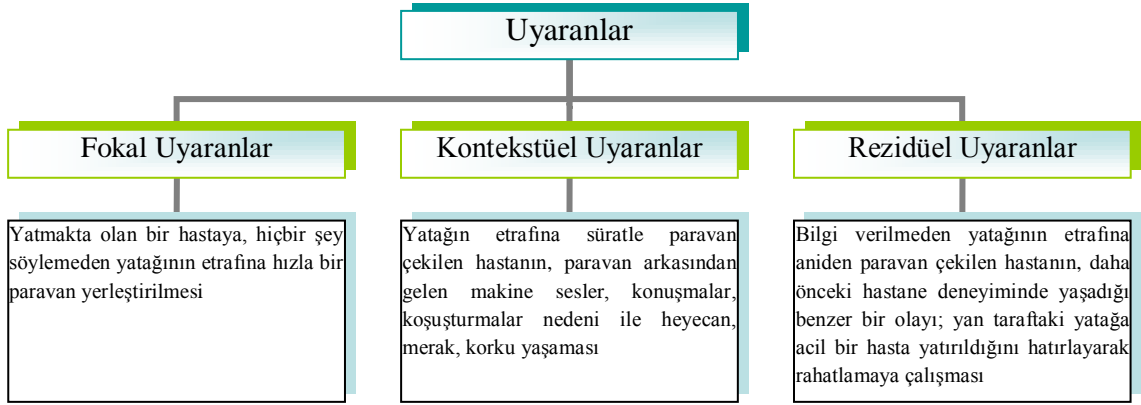 Uyaranlar
Fokal Uyaranlar
Kontekstüel Uyaranlar
Rezidüel Uyaranlar
Yatmakta olan bir hastaya, hiçbir şey
söylemeden yatağının etrafına hızla bir
paravan yerleştirilmesi
Yatağın etrafına süratle paravan
çekilen hastanın, paravan arkasından
gelen makine sesler, konuşmalar,
koşuşturmalar nedeni ile heyecan,
merak, korku yaşaması
Bilgi verilmeden yatağının etrafına
aniden paravan çekilen hastanın, daha
önceki hastane deneyiminde yaşadığı
benzer bir olayı; yan taraftaki yatağa
acil bir hasta yatırıldığını hatırlayarak
rahatlamaya çalışması